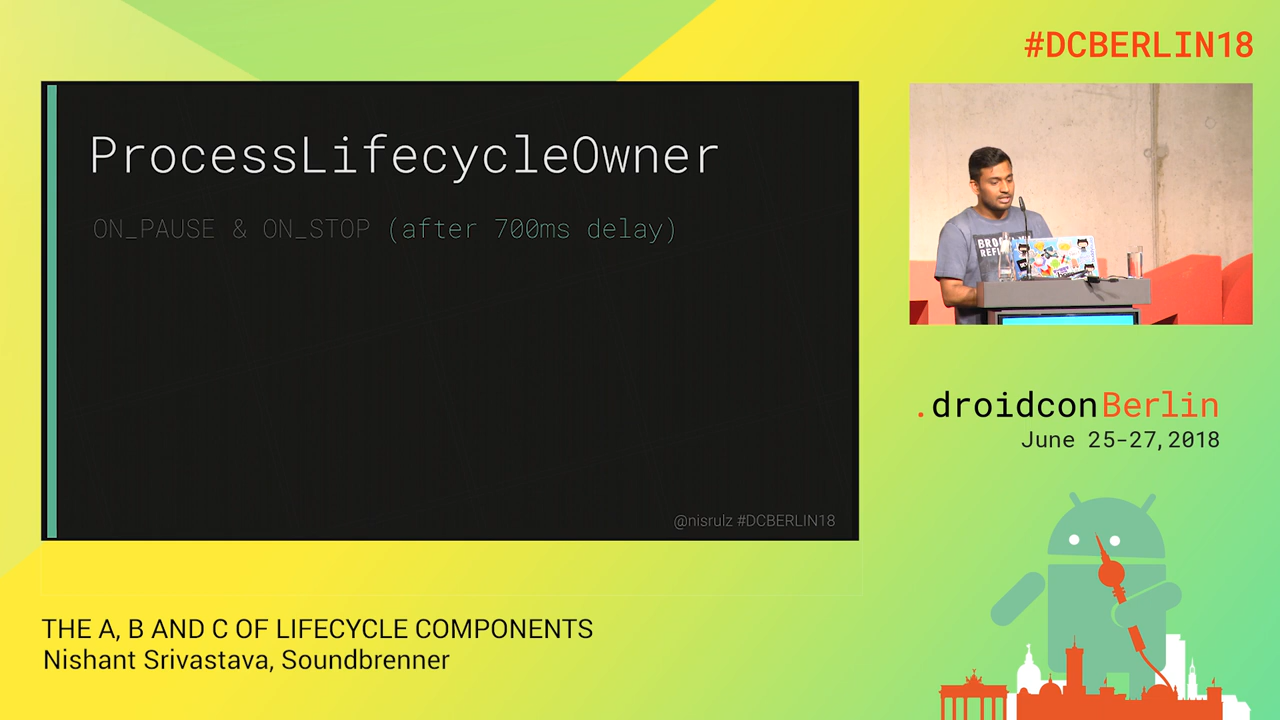 #DCBERLIN18
ProcessLifecycleOwner
ON_PAUSE & ON_STOP (after 700ms delay)
@nisrulz #DCBERLIN18
.droidconBerlin
June 25-27, 2018
THE A, B AND C OF LIFECYCLE COMPONENTS
Nishant Srivastava, Soundbrenner